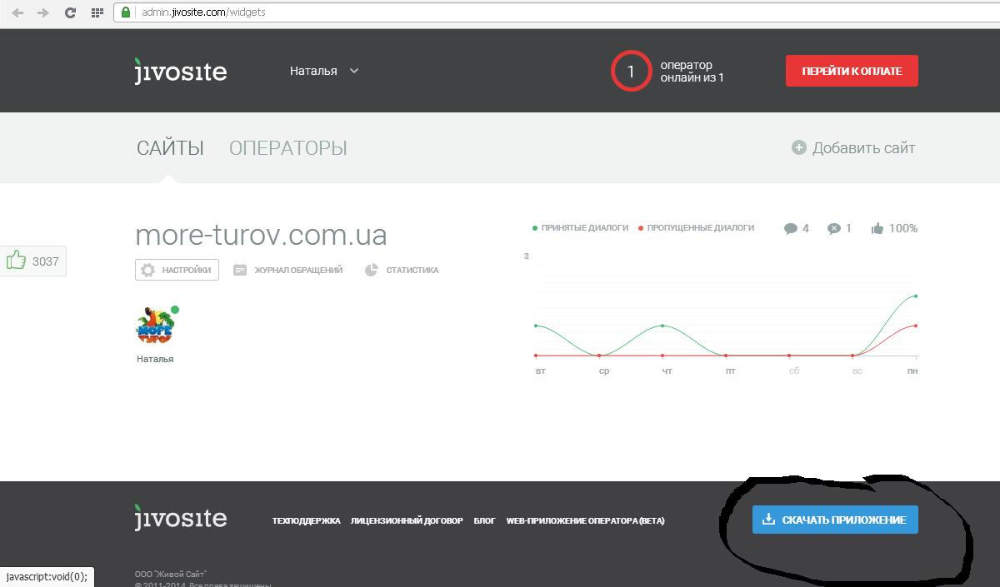 admin.jivosite.com/widgets
jivosite
Наталья
1
оператор
онлайн из 1
ПЕРЕЙТИ К ОПЛАТЕ
САЙТЫ
ОПЕРАТОРЫ
Добавить сайт
more-turov.com.ua
ПРИНЯТЫЕ ДИАЛОГИ
ПРОПУЩЕННЫЕ ДИАЛОГИ
4
1
100%
3037
НАСТРОЙКИ
ЖУРНАЛ ОБРАЩЕНИЙ
СТАТИСТИКА
3
МОРЕ
ТУРОВ
Наталья
вт
ср
чт
пт
сб
вс
пн
jivosite
ТЕХПОДДЕРЖКА
ЛИЦЕНЗИОННЫЙ ДОГОВОР
БЛОГ
WEB-ПРИЛОЖЕНИЕ ОПЕРАТОРА (BETA)
СКАЧАТЬ ПРИЛОЖЕНИЕ
javascript:void(0);
ООО "Живой Сайт"
© 2011-2014. Все права защищены